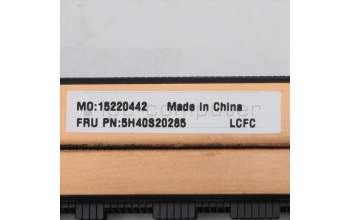 MO:15220442 Made in China
FRU PN:5H40S20285 LCFC